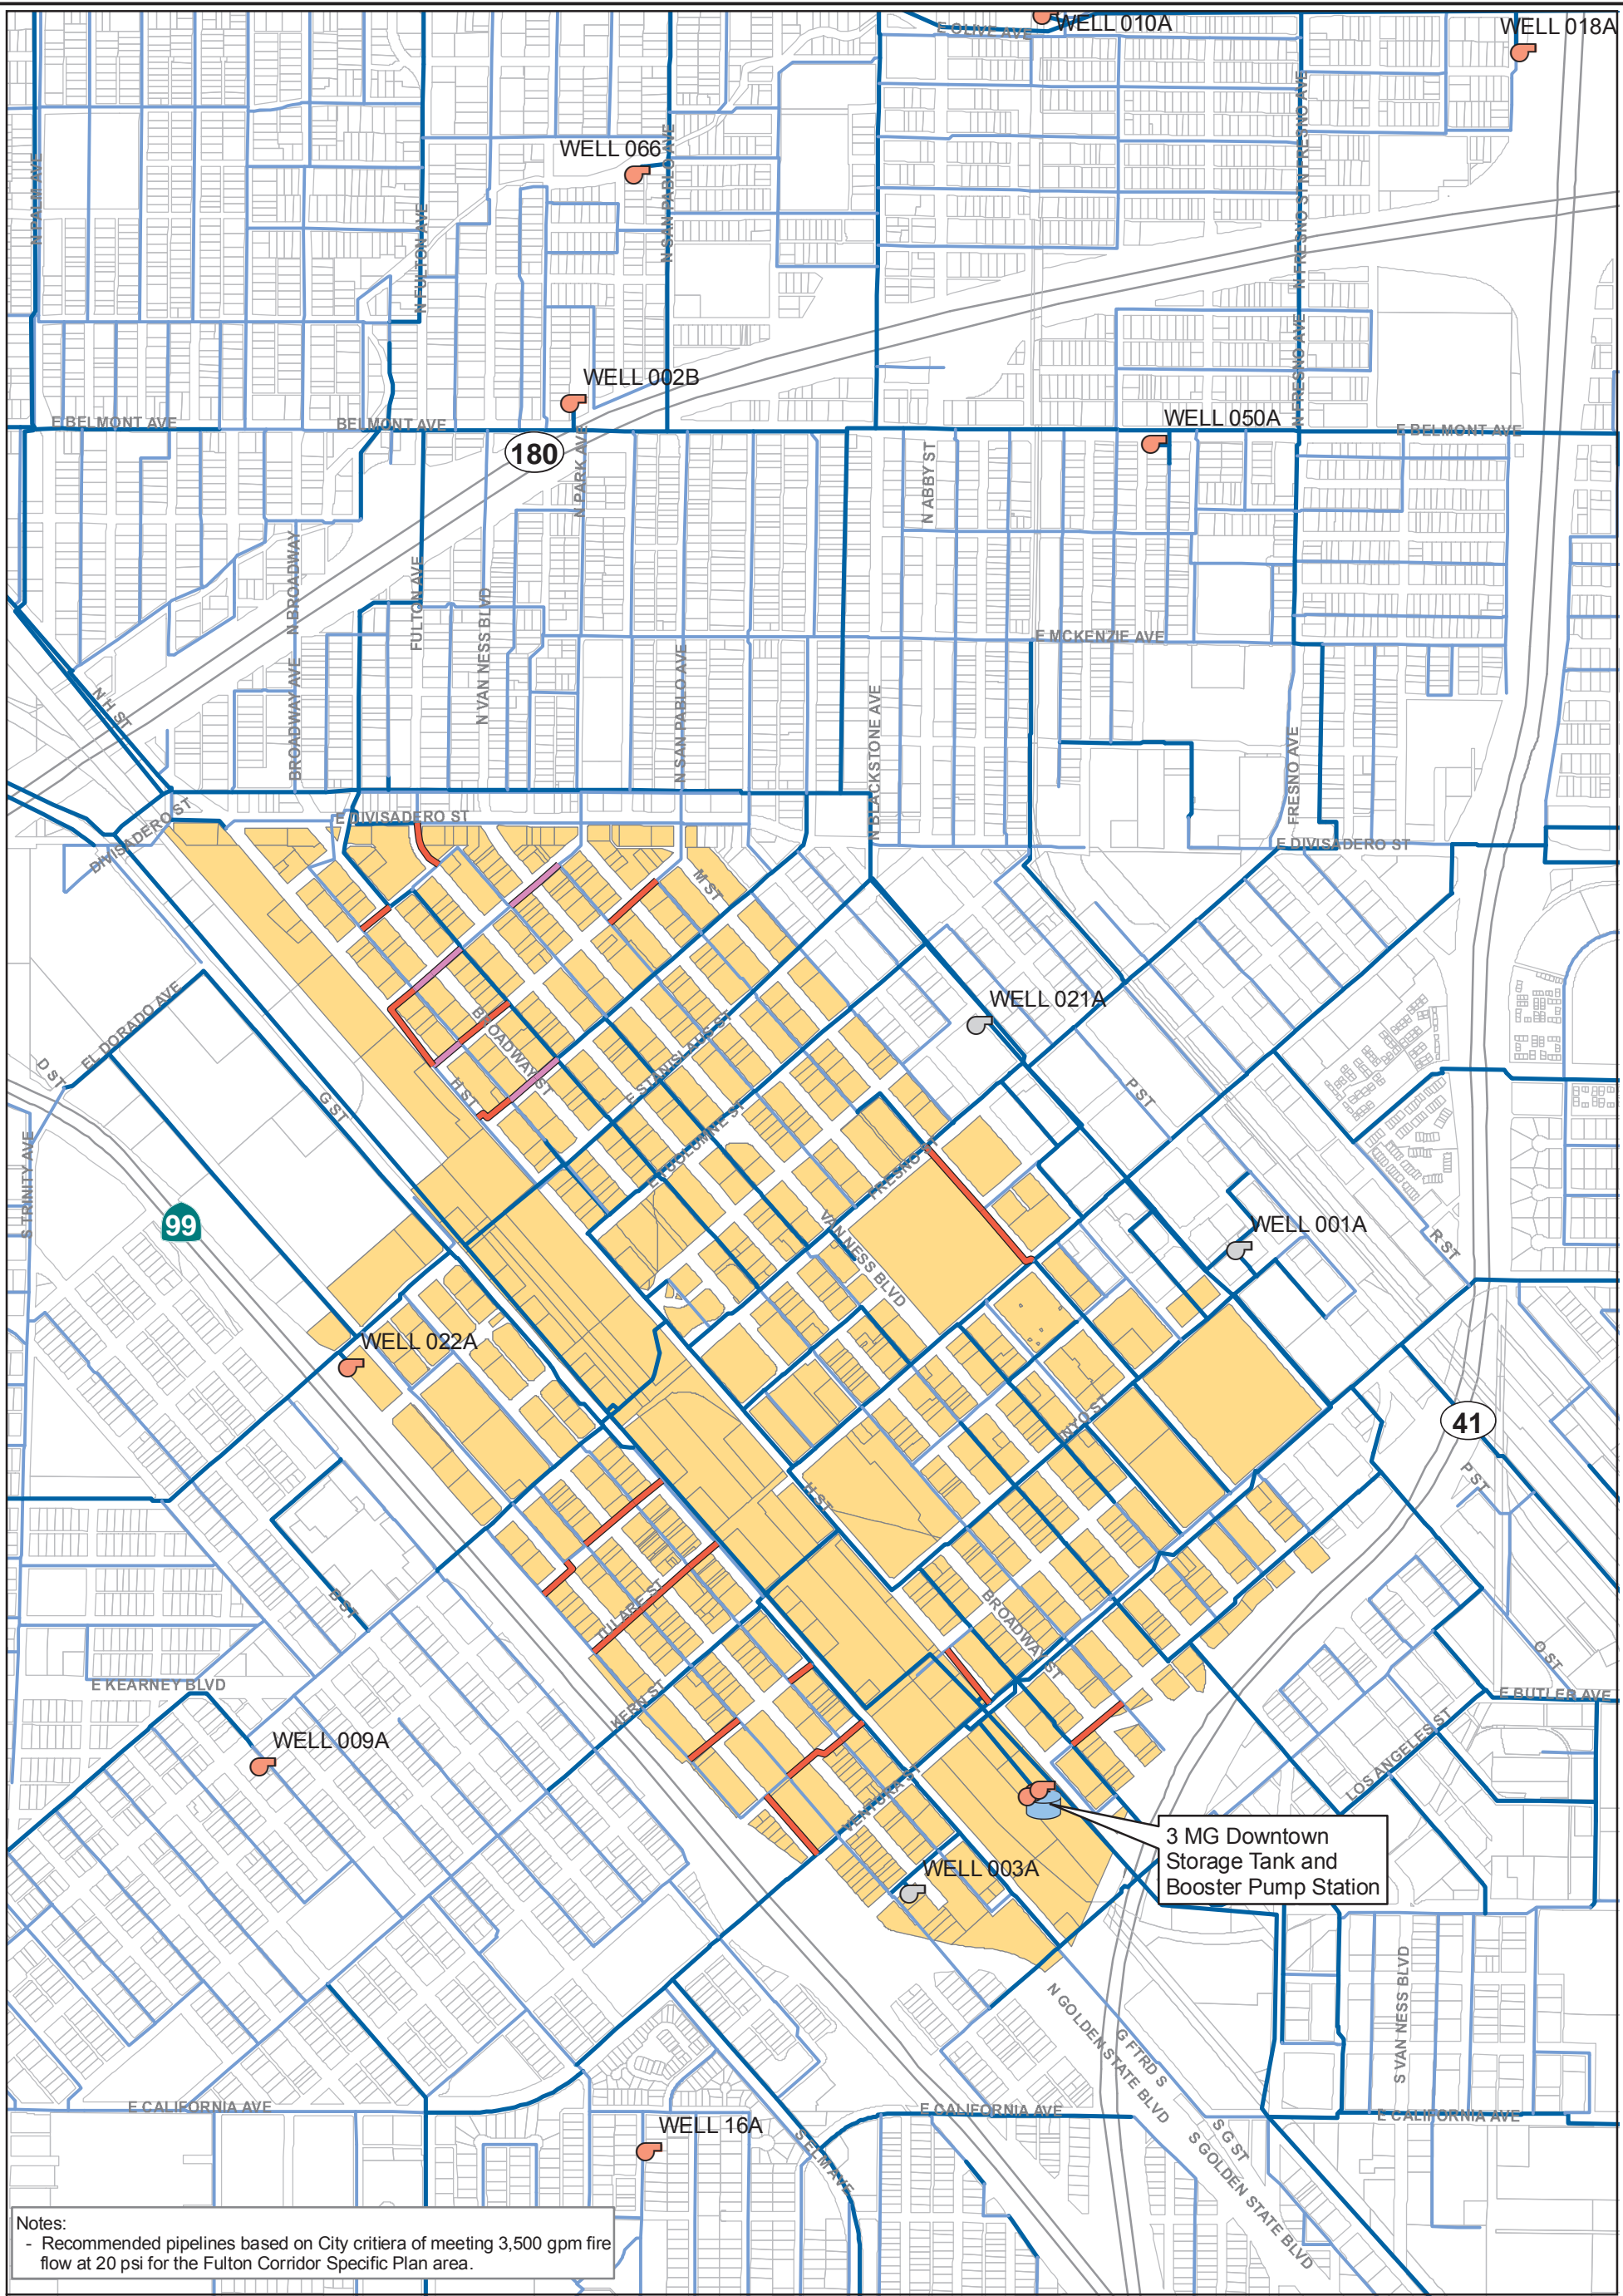 E OLIVE AVE
WELL 010A
WELL 018A
N PALM AVE
WELL 066
N SAN PABLO AVE
N FRESNO AVE
N FRESNO ST
N FULTON AVE
N FRESNO AVE
WELL 002B
E BELMONT AVE
BELMONT AVE
180
N PARK AVE
WELL 050A
E BELMONT AVE
N ABBY ST
N BROADWAY
FULTON AVE
N VAN NESS BLVD
E MCKENZIE AVE
N H ST
BROADWAY AVE
N SAN PABLO AVE
N BLACKSTONE AVE
FRESNO AVE
DIVISADERO ST
E DIVISADERO ST
E DIVISADERO ST
M ST
EL DORADO AVE
D ST
G ST
H ST
BROADWAY ST
E STANISLAUS ST
WELL 021A
P ST
E TUOLUMNE ST
FRESNO ST
S TRINITY AVE
99
VAN NESS BLVD
WELL 001A
R ST
WELL 022A
INYO ST
41
P ST
H ST
B ST
TULARE ST
BROADWAY ST
O ST
E KEARNEY BLVD
KERN ST
E BUTLER AVE
WELL 009A
LOS ANGELES ST
VENTURA ST
3 MG Downtown
Storage Tank and
Booster Pump Station
WELL 003A
N GOLDEN STATE BLVD
G FTRD S
S VAN NESS BLVD
E CALIFORNIA AVE
E CALIFORNIA AVE
E CALIFORNIA AVE
WELL 16A
S ELM AVE
S G ST
S GOLDEN STATE BLVD
Notes:
- Recommended pipelines based on City critiera of meeting 3,500 gpm fire
flow at 20 psi for the Fulton Corridor Specific Plan area.